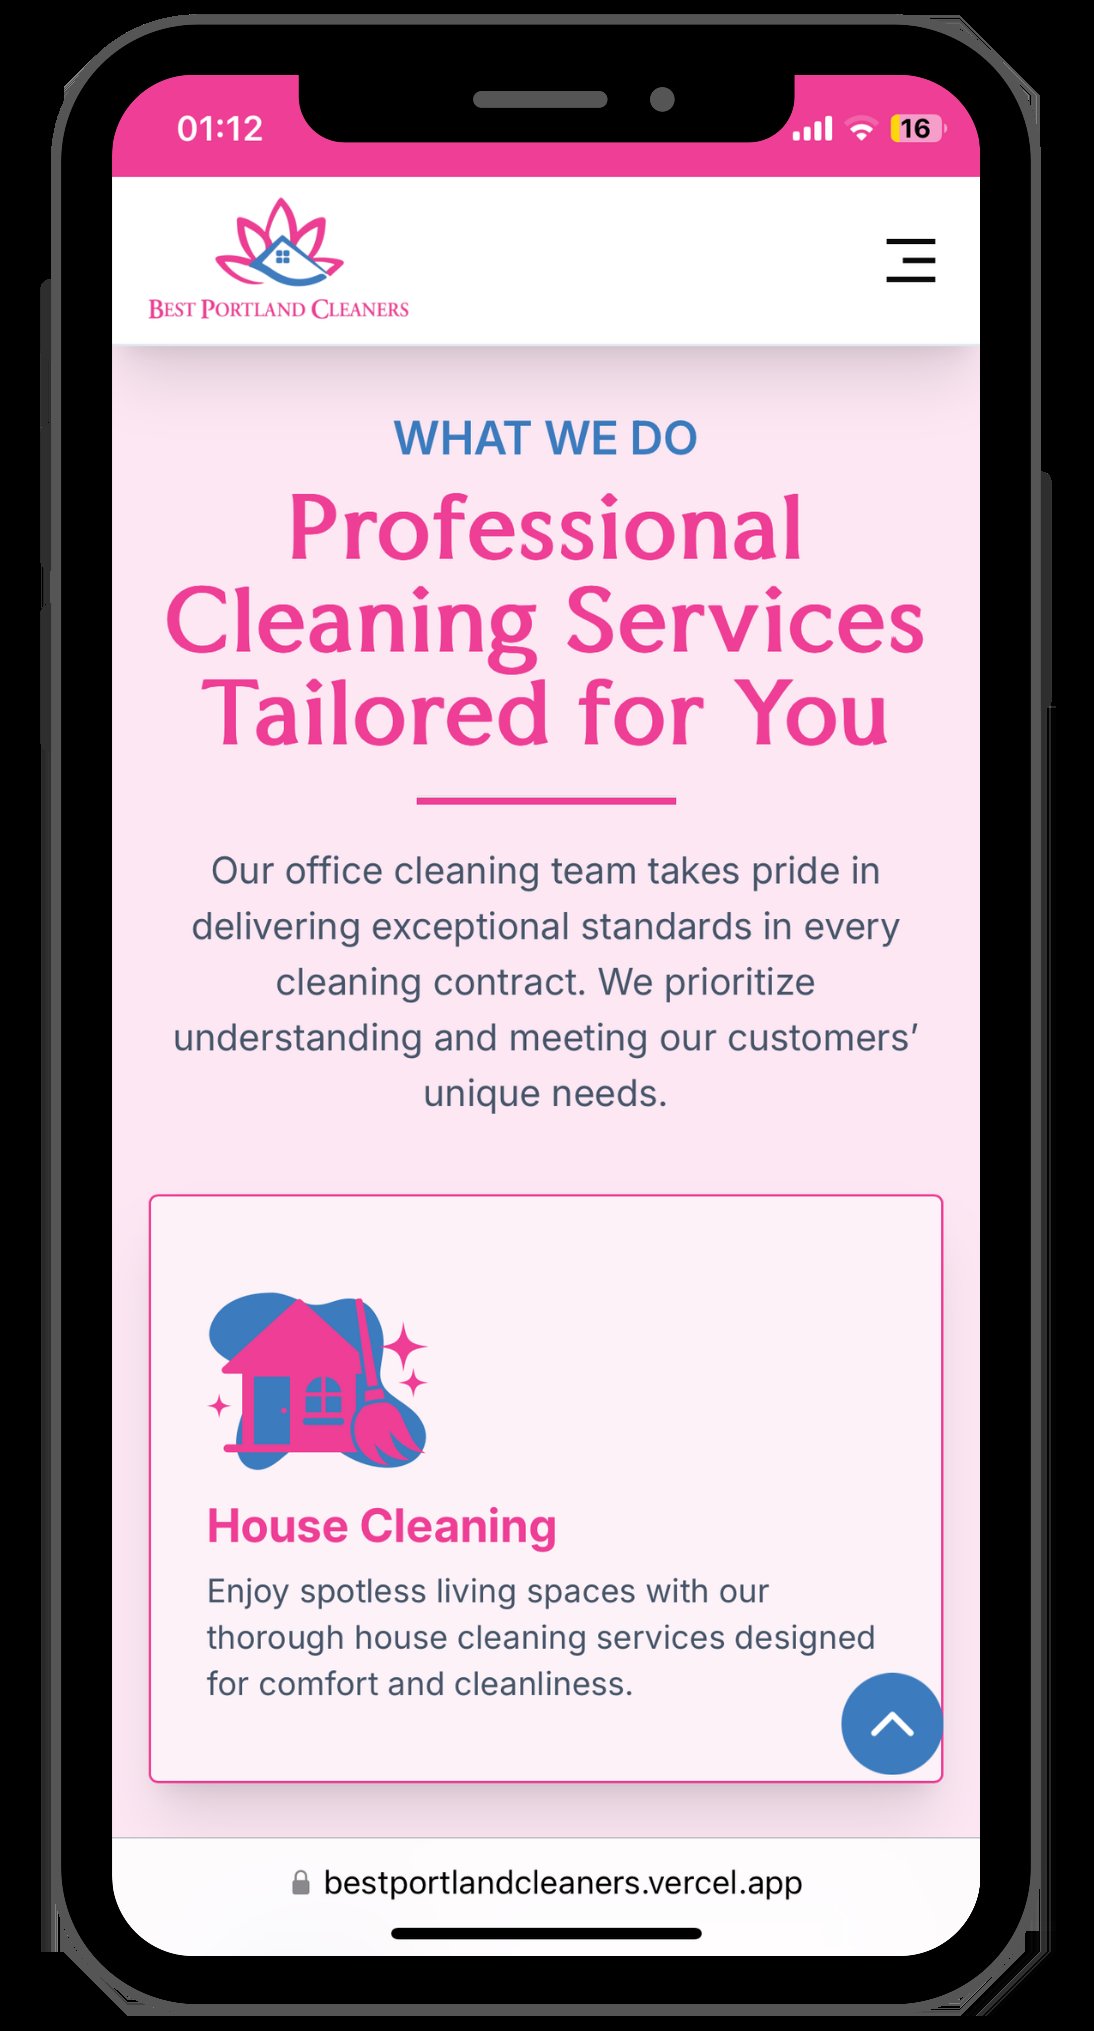 01:12
16
BEST PORTLAND CLEANERS
WHAT WE DO
Professional
Cleaning Services
Tailored for You
Our office cleaning team takes pride in
delivering exceptional standards in every
cleaning contract. We prioritize
understanding and meeting our customers’
unique needs.
House Cleaning
Enjoy spotless living spaces with our
thorough house cleaning services designed
for comfort and cleanliness.
bestportlandcleaners.vercel.app